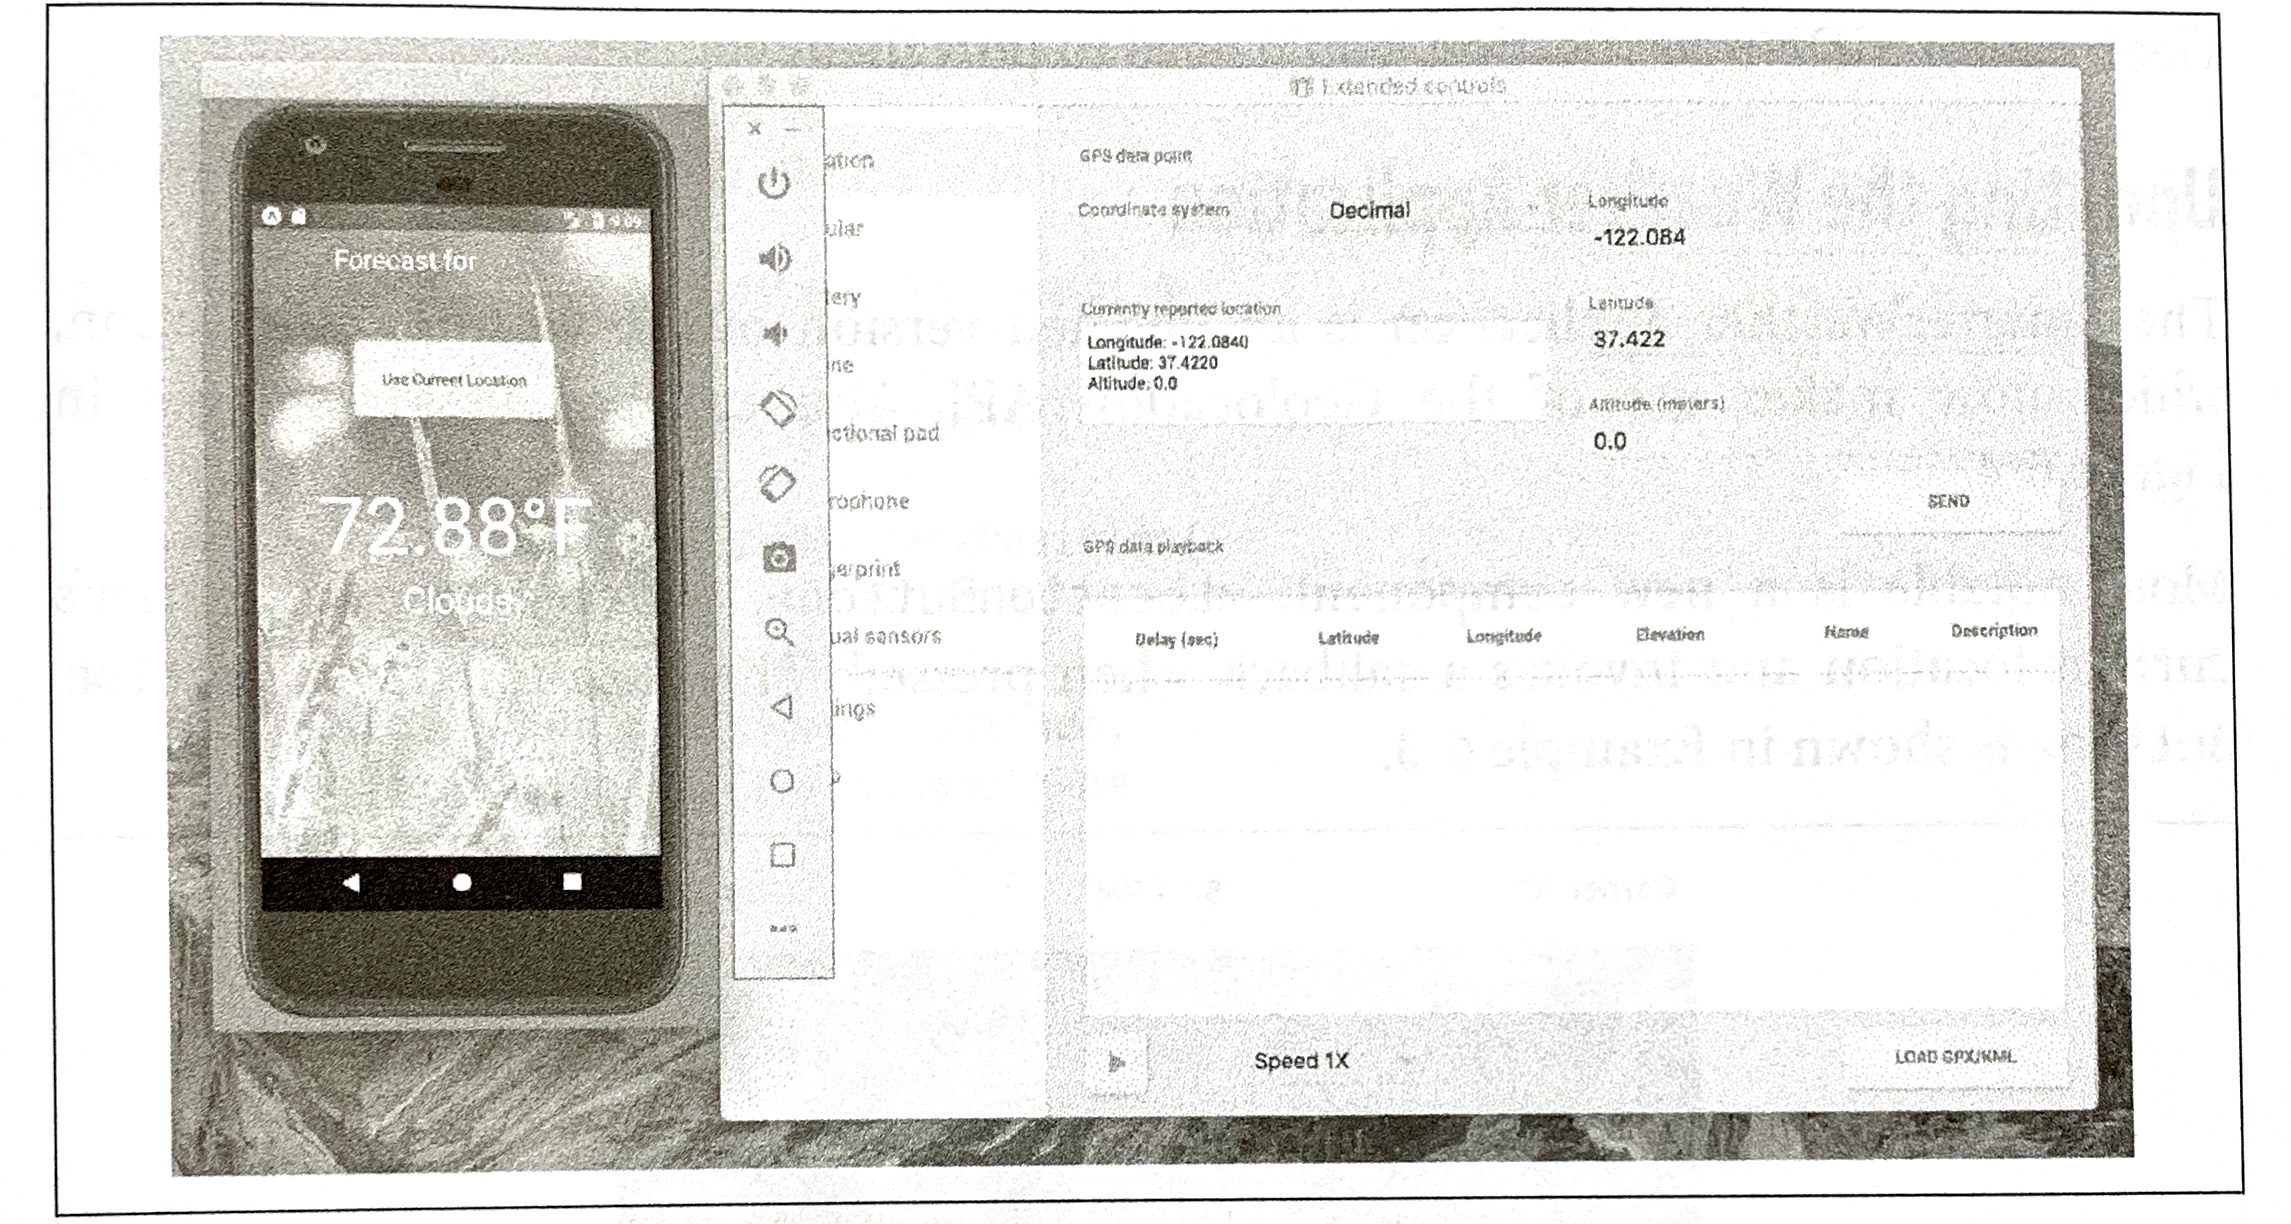 Extended controls
9:09
Forecast for
Use Current Location
72.88°F
Clouds
ation
ular
ery
ne
ctional pad
rophone
gerprint
ual sensors
ings
GPS data point
Coordinate system
Decimal
Longitude
-122.084
Currently reported location
Longitude: -122.0840
Latitude: 37.4220
Altitude: 0.0
Latitude
37.422
Altitude (meters)
0.0
SEND
GPS data playback
Delay (sec) Latitude Longitude Elevation Name Description
Speed 1X
LOAD GPX/KML